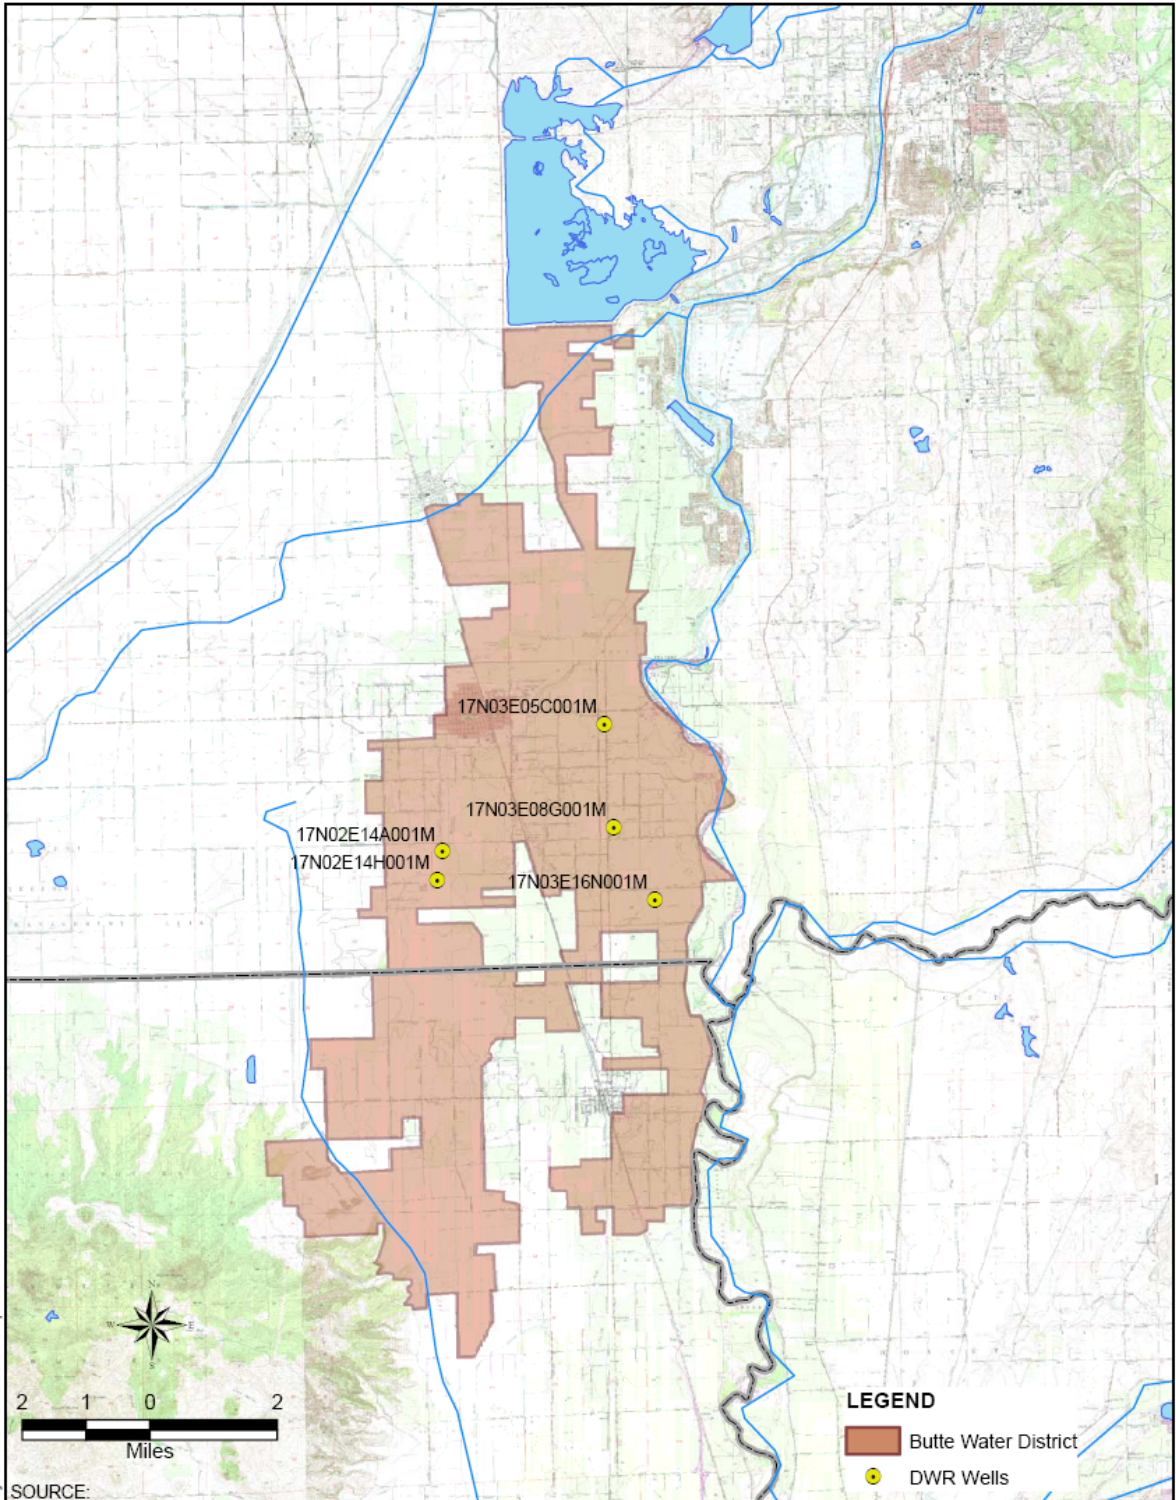 17N03E05C001M
17N03E08G001M
17N02E14A001M
17N02E14H001M
17N03E16N001M
N
W E
S
2 1 0 2
Miles
SOURCE:
LEGEND
Butte Water District
DWR Wells